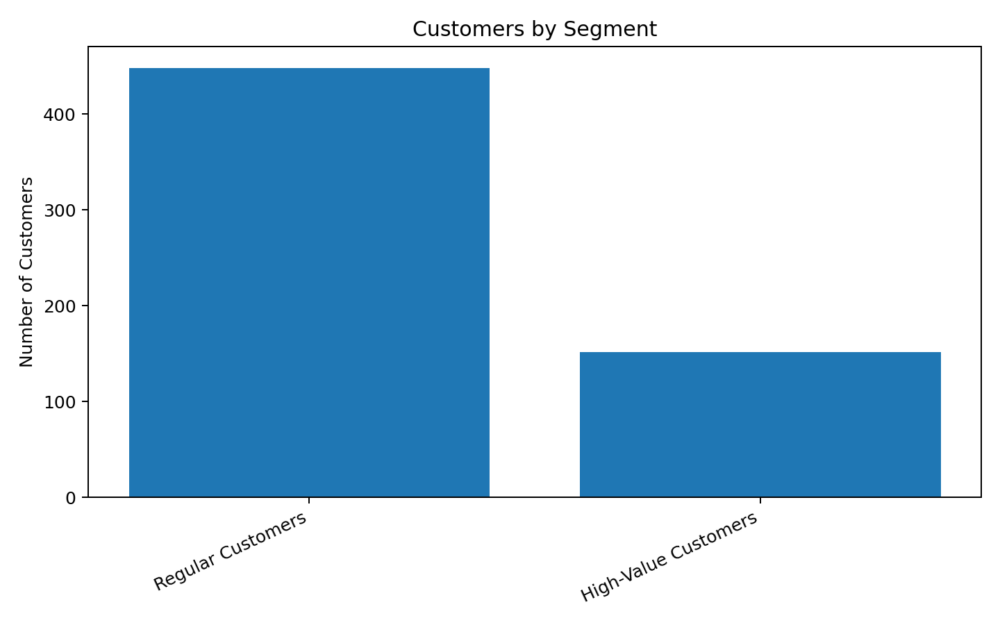 Customers by Segment
Number of Customers
400
300
200
100
0
Regular Customers
High-Value Customers